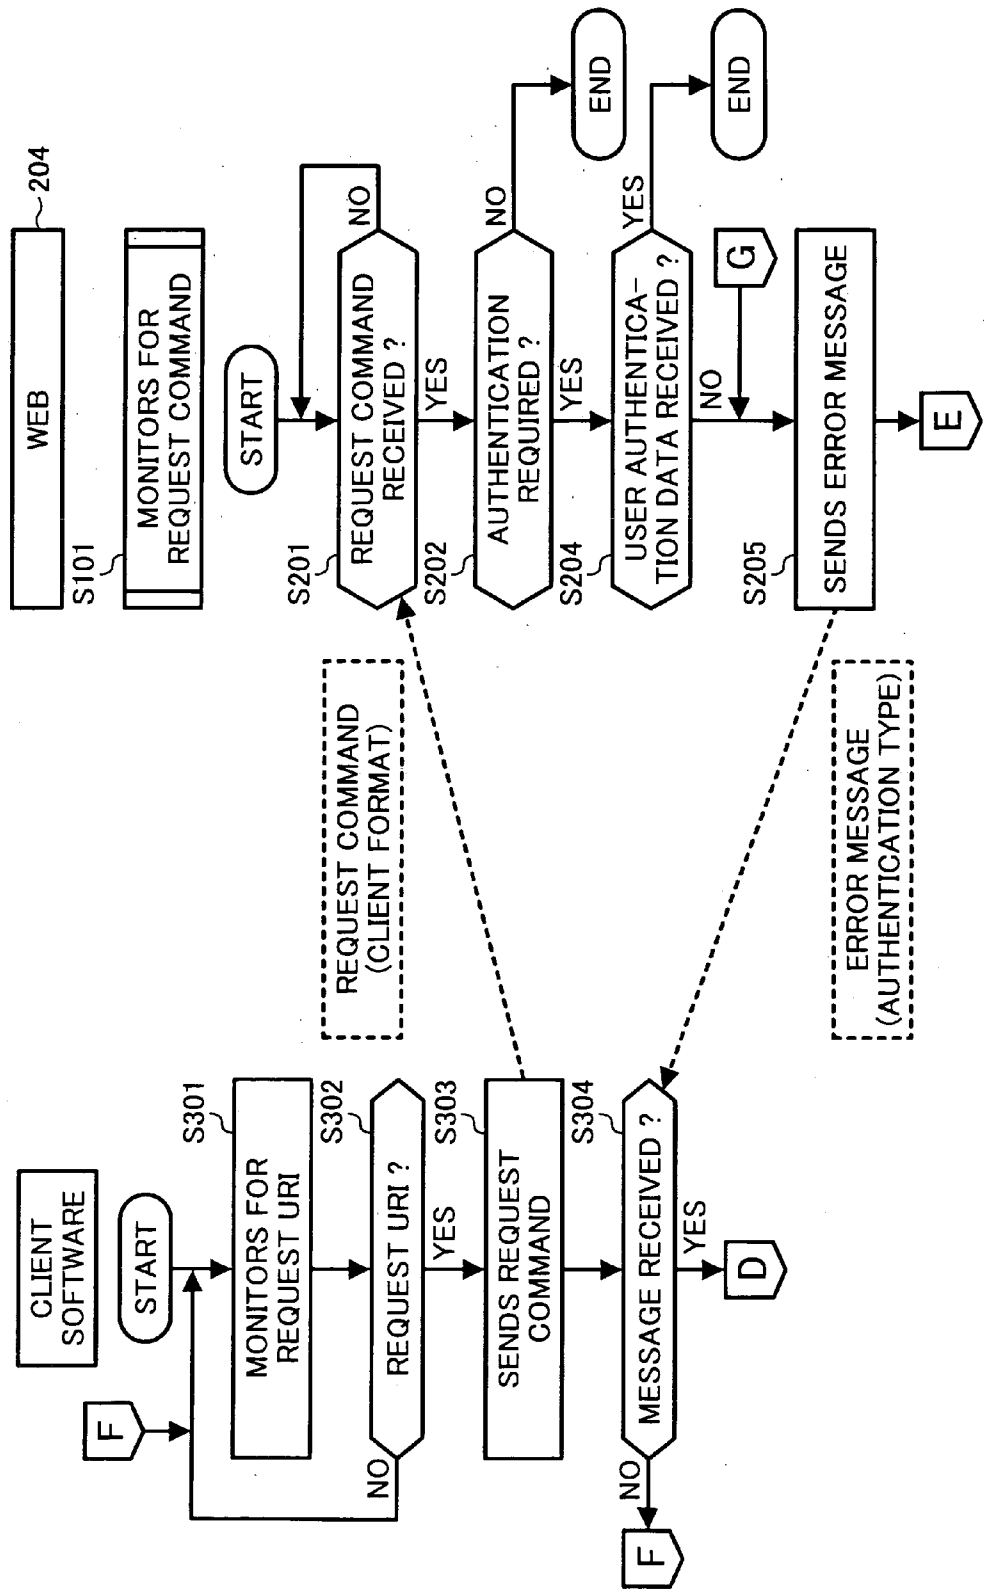 CLIENT
SOFTWARE
START
F
S301
MONITORS FOR
REQUEST URI
S302
REQUEST URI ?
NO
YES
S303
SENDS REQUEST
COMMAND
S304
MESSAGE RECEIVED ?
NO
F
YES
D
REQUEST COMMAND
(CLIENT FORMAT)
ERROR MESSAGE
(AUTHENTICATION TYPE)
WEB
204
S101
MONITORS FOR
REQUEST COMMAND
START
S201
REQUEST COMMAND
RECEIVED ?
NO
YES
S202
AUTHENTICATION
REQUIRED ?
NO
END
YES
S204
USER AUTHENTICA-
TION DATA RECEIVED ?
YES
END
NO
G
S205
SENDS ERROR MESSAGE
E